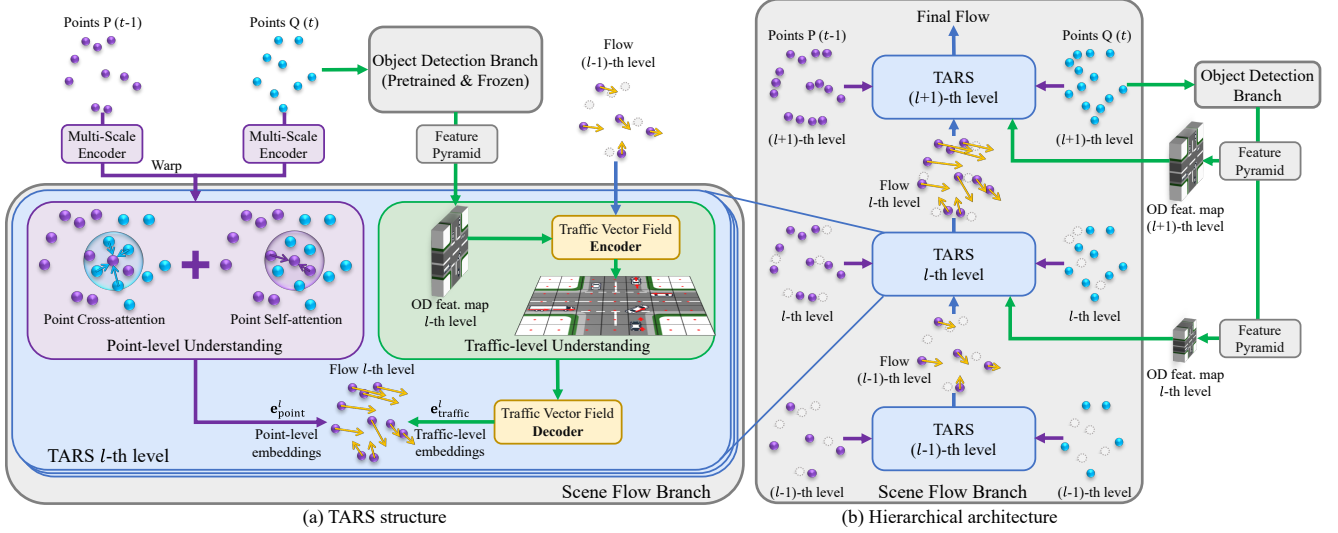 Points P (t-1)
Points Q (t)
Object Detection Branch
(Pretrained & Frozen)
Flow
(l-1)-th level
Multi-Scale
Encoder
Multi-Scale
Encoder
Feature
Pyramid
Warp
Traffic Vector Field
Encoder
OD feat. map
l-th level
Point Cross-attention
Point Self-attention
Point-level Understanding
Traffic-level Understanding
Flow l-th level
e^l_point
Point-level
embeddings
e^l_traffic
Traffic-level
embeddings
Traffic Vector Field
Decoder
TARS l-th level
Scene Flow Branch
(a) TARS structure
Final Flow
Points P (t-1)
Points Q (t)
TARS
(l+1)-th level
Object Detection
Branch
(l+1)-th level
(l+1)-th level
Feature
Pyramid
Flow
l-th level
OD feat. map
(l+1)-th level
TARS
l-th level
l-th level
l-th level
Feature
Pyramid
Flow
(l-1)-th level
OD feat. map
l-th level
TARS
(l-1)-th level
(l-1)-th level
Scene Flow Branch
(l-1)-th level
(b) Hierarchical architecture